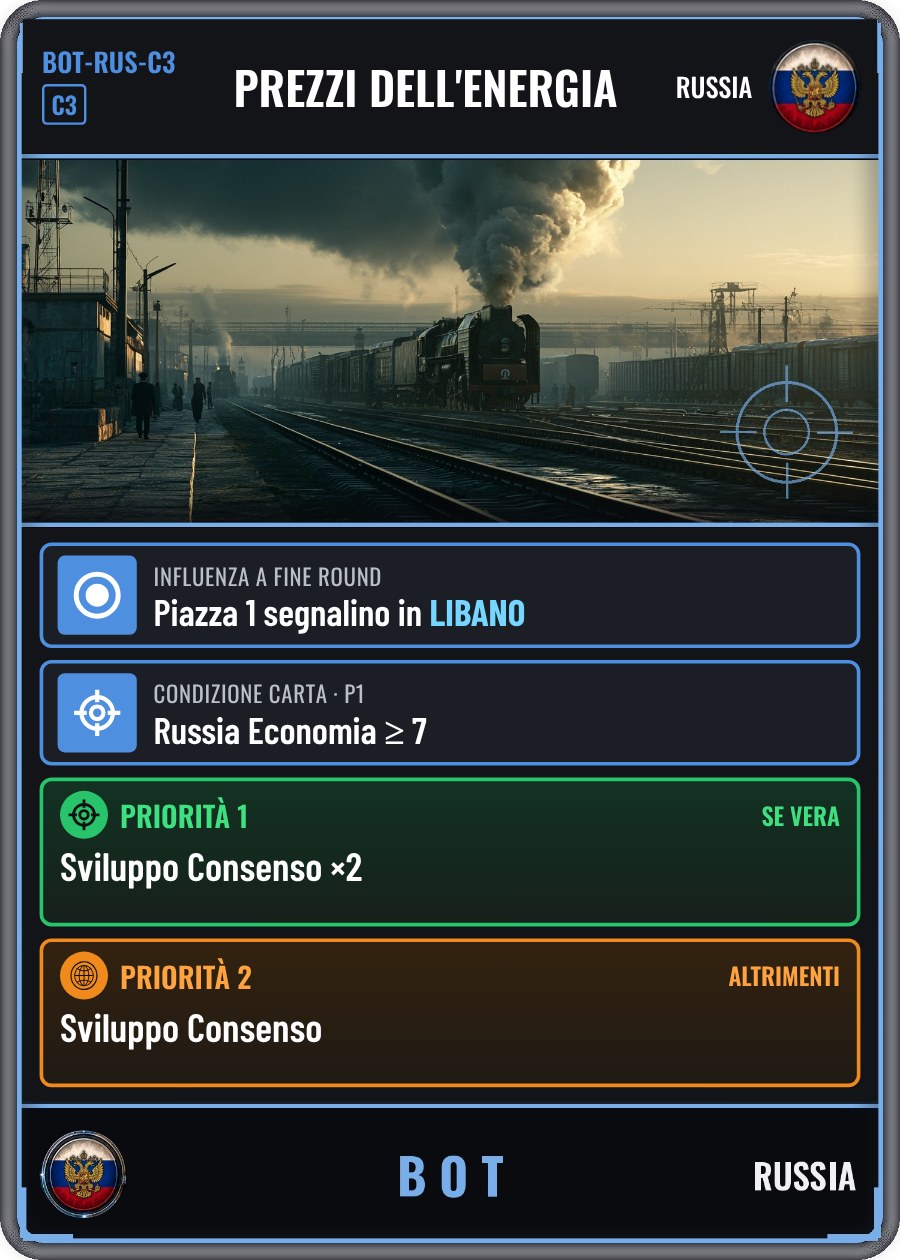 BOT-RUS-C3
C3
PREZZI DELL'ENERGIA
RUSSIA
INFLUENZA A FINE ROUND
Piazza 1 segnalino in LIBANO
CONDIZIONE CARTA · P1
Russia Economia ≥ 7
PRIORITÀ 1
SE VERA
Sviluppo Consenso ×2
PRIORITÀ 2
ALTRIMENTI
Sviluppo Consenso
BOT
RUSSIA